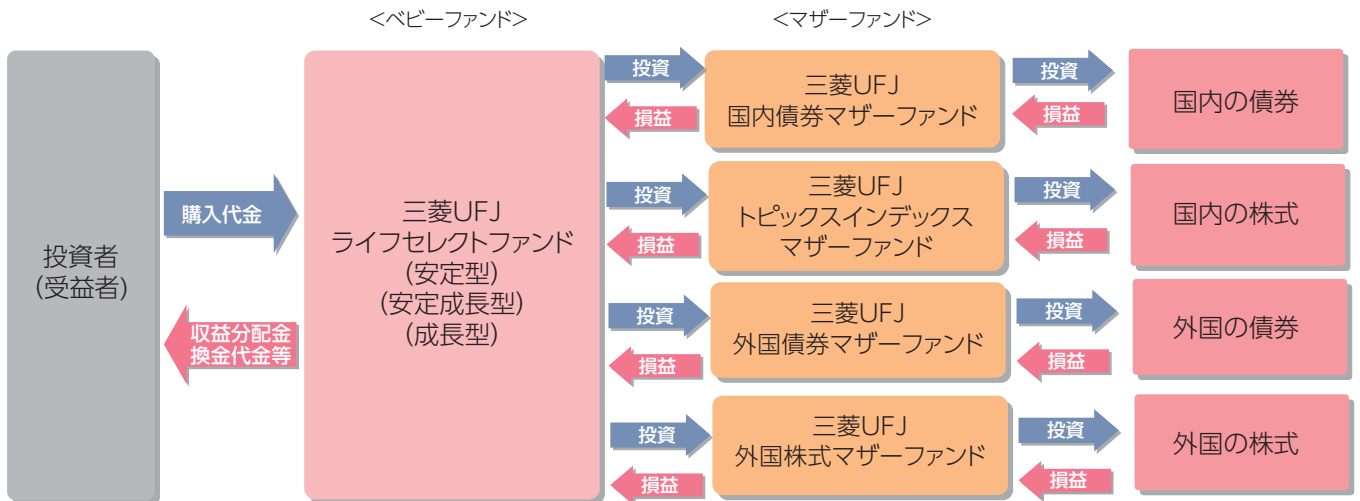 <ベビーファンド>
<マザーファンド>
投資者
(受益者)
購入代金
収益分配金
換金代金等
三菱UFJ
ライフセレクトファンド
(安定型)
(安定成長型)
(成長型)
投資
損益
三菱UFJ
国内債券マザーファンド
投資
損益
国内の債券
投資
損益
三菱UFJ
トピックスインデックス
マザーファンド
投資
損益
国内の株式
投資
損益
三菱UFJ
外国債券マザーファンド
投資
損益
外国の債券
投資
損益
三菱UFJ
外国株式マザーファンド
投資
損益
外国の株式